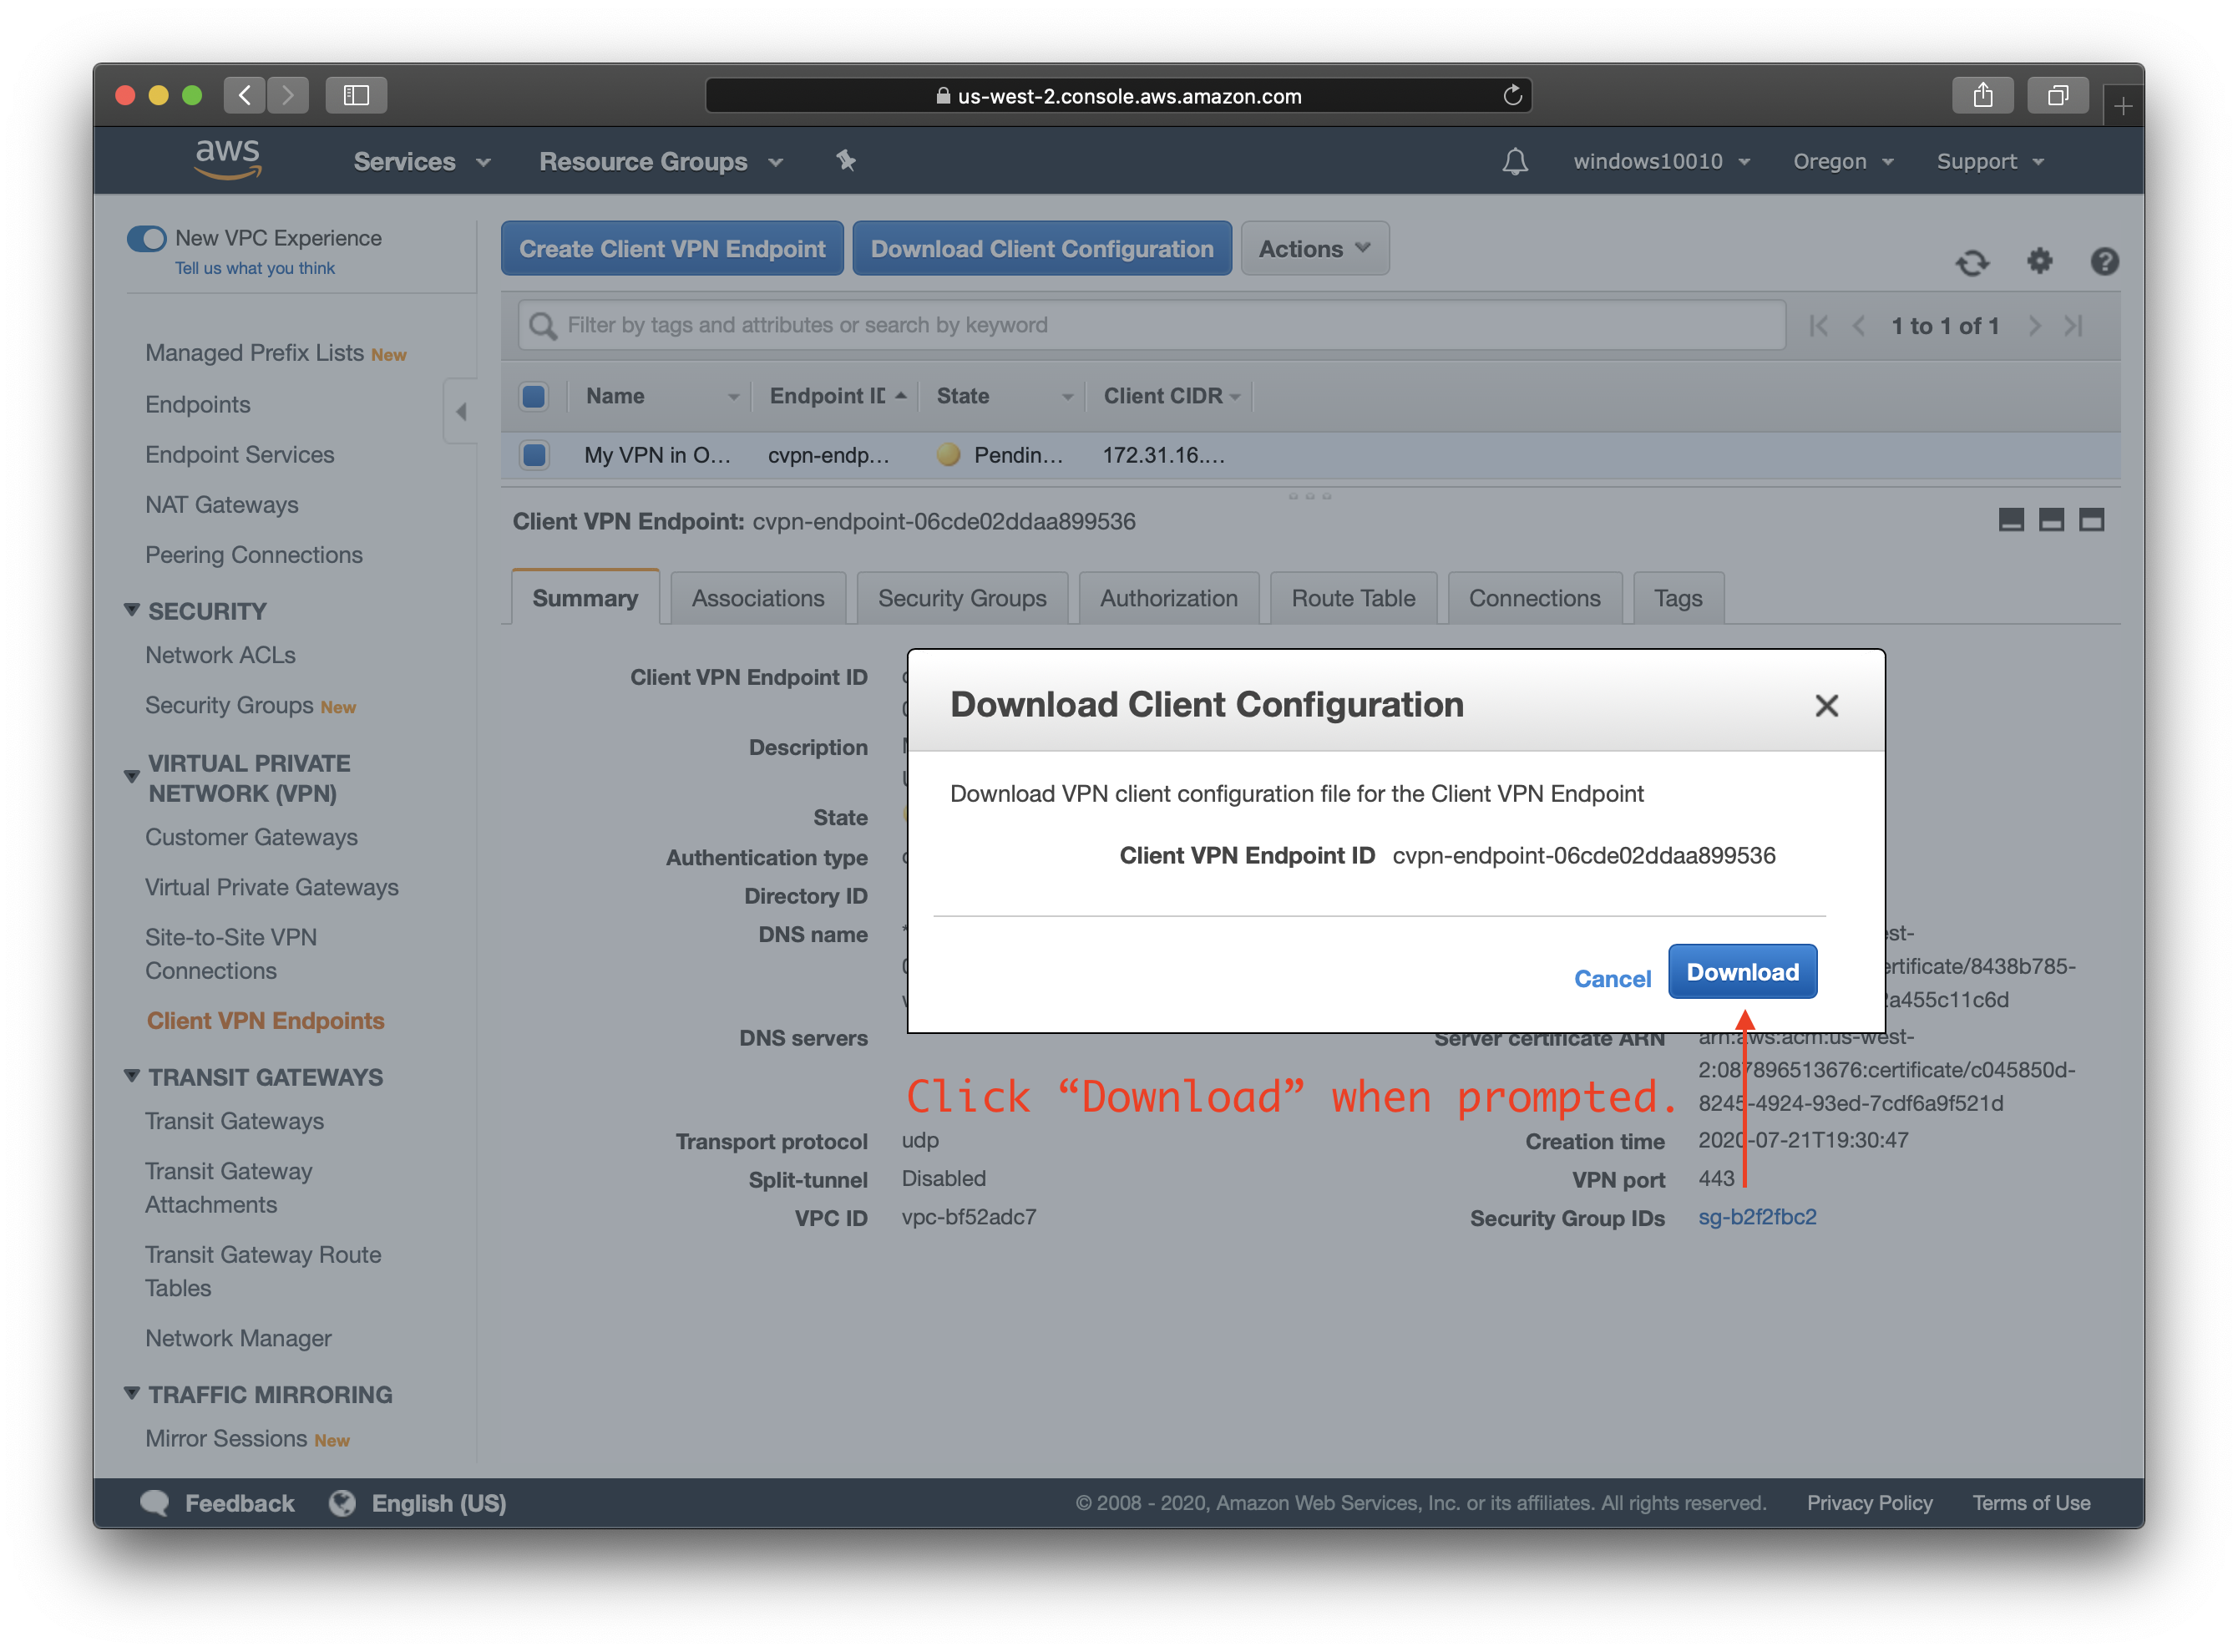 us-west-2.console.aws.amazon.com
aws
Services
Resource Groups
windows10010
Oregon
Support
New VPC Experience
Tell us what you think
Managed Prefix Lists New
Endpoints
Endpoint Services
NAT Gateways
Peering Connections
SECURITY
Network ACLs
Security Groups New
VIRTUAL PRIVATE
NETWORK (VPN)
Customer Gateways
Virtual Private Gateways
Site-to-Site VPN
Connections
Client VPN Endpoints
TRANSIT GATEWAYS
Transit Gateways
Transit Gateway
Attachments
Transit Gateway Route
Tables
Network Manager
TRAFFIC MIRRORING
Mirror Sessions New
Create Client VPN Endpoint
Download Client Configuration
Actions
Filter by tags and attributes or search by keyword
1 to 1 of 1
Name
Endpoint ID
State
Client CIDR
My VPN in O...
cvpn-endp...
Pendin...
172.31.16....
Client VPN Endpoint: cvpn-endpoint-06cde02ddaa899536
Summary
Associations
Security Groups
Authorization
Route Table
Connections
Tags
Client VPN Endpoint ID
Description
State
Authentication type
Directory ID
DNS name
DNS servers
Download Client Configuration
Download VPN client configuration file for the Client VPN Endpoint
Client VPN Endpoint ID cvpn-endpoint-06cde02ddaa899536
Cancel
Download
st-
ertificate/8438b785-
a455c11c6d
Server certificate ARN
arn:aws:acm:us-west-
2:087896513676:certificate/c045850d-
8245-4924-93ed-7cdf6a9f521d
Click “Download” when prompted.
Transport protocol udp
Creation time 2020-07-21T19:30:47
Split-tunnel Disabled
VPN port 443
VPC ID vpc-bf52adc7
Security Group IDs sg-b2f2fbc2
Feedback
English (US)
© 2008 - 2020, Amazon Web Services, Inc. or its affiliates. All rights reserved.
Privacy Policy
Terms of Use